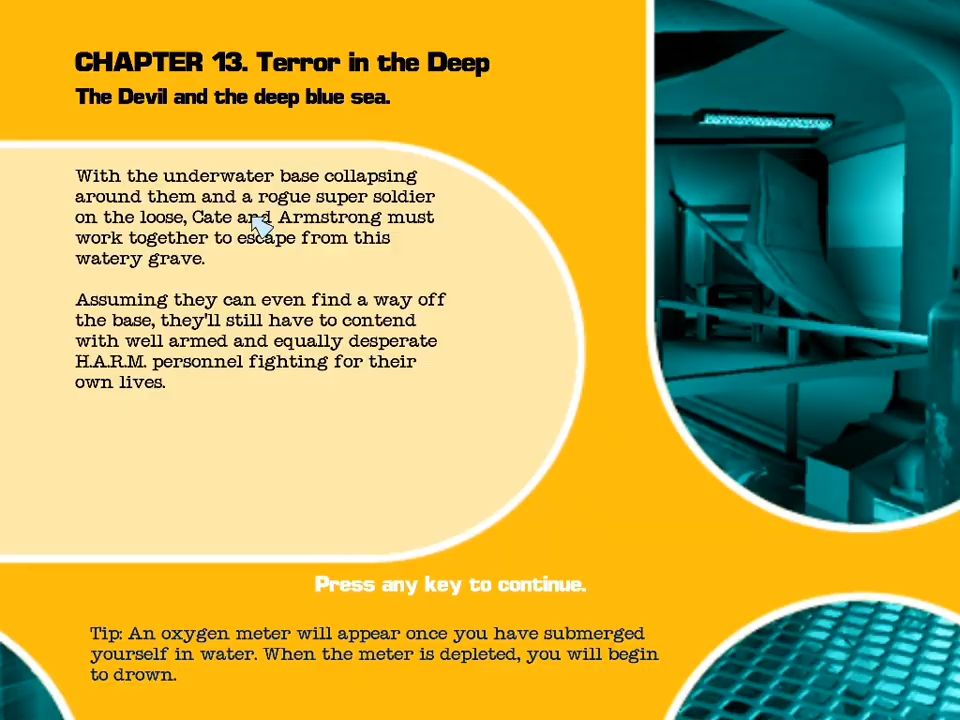 CHAPTER 13. Terror in the Deep
The Devil and the deep blue sea.
With the underwater base collapsing
around them and a rogue super soldier
on the loose, Cate and Armstrong must
work together to escape from this
watery grave.
Assuming they can even find a way off
the base, they'll still have to contend
with well armed and equally desperate
H.A.R.M. personnel fighting for their
own lives.
Press any key to continue.
Tip: An oxygen meter will appear once you have submerged
yourself in water. When the meter is depleted, you will begin
to drown.